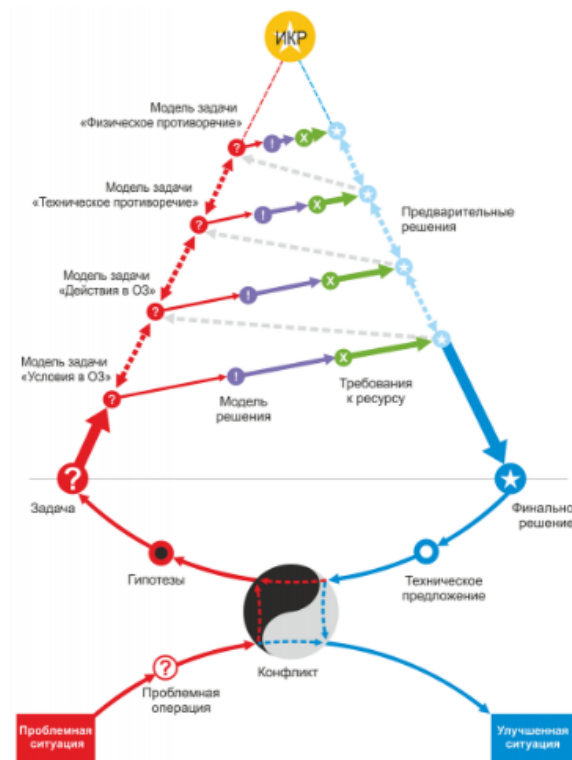 ИКР
Модель задачи
«Физическое противоречие»
? ! X
Модель задачи
«Техническое противоречие»
? ! X
Предварительные
решения
Модель задачи
«Действия в ОЗ»
? ! X
Модель задачи
«Условия в ОЗ»
? ! X
Модель
решения
Требования
к ресурсу
?
Задача
Финально
решение
Гипотезы
Техническое
предложение
Конфликт
?
Проблемная
операция
Проблемная
ситуация
Улучшенная
ситуация